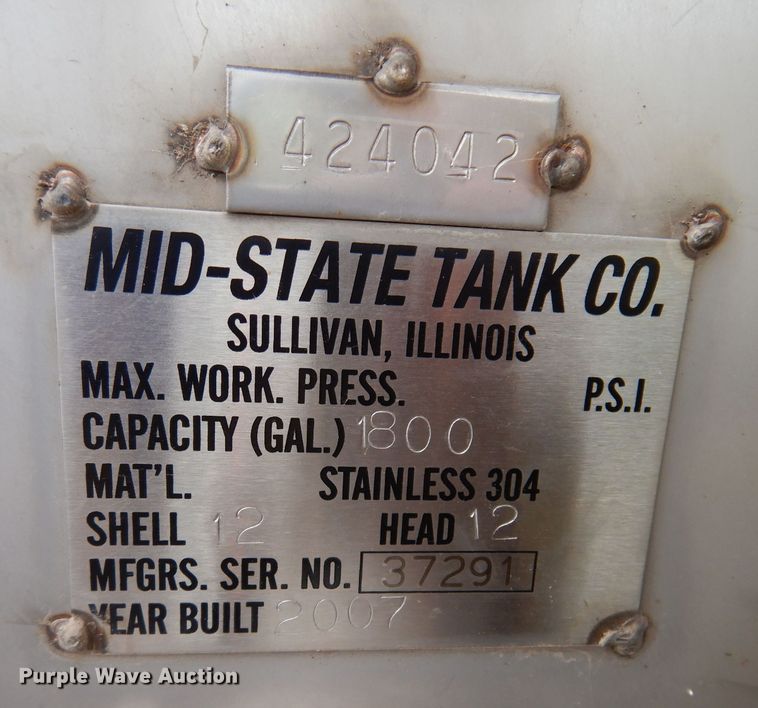 424042
MID-STATE TANK CO.
SULLIVAN, ILLINOIS
MAX. WORK. PRESS. P.S.I.
CAPACITY (GAL.) 1800
MAT'L. STAINLESS 304
SHELL 12 HEAD 12
MFGRS. SER. NO. 37291
YEAR BUILT 2007
Purple Wave Auction